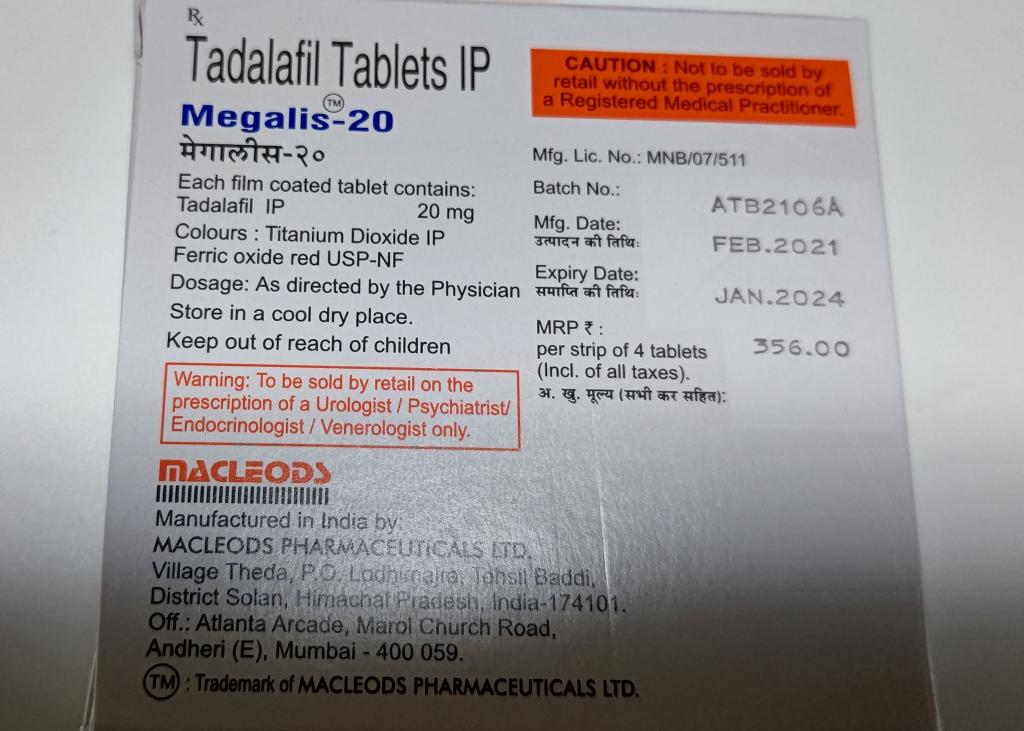 Rx
Tadalafil Tablets IP
Megalis™-20
मेगालीस-२०
Each film coated tablet contains:
Tadalafil IP 20 mg
Colours : Titanium Dioxide IP
Ferric oxide red USP-NF
Dosage: As directed by the Physician
Store in a cool dry place.
Keep out of reach of children
Warning: To be sold by retail on the
prescription of a Urologist / Psychiatrist/
Endocrinologist / Venerologist only.
MACLEODS
Manufactured in India by:
MACLEODS PHARMACEUTICALS LTD.
Village Theda, P.O. Lodhimajra, Tehsil Baddi,
District Solan, Himachal Pradesh, India-174101.
Off.: Atlanta Arcade, Marol Church Road,
Andheri (E), Mumbai - 400 059.
TM : Trademark of MACLEODS PHARMACEUTICALS LTD.
CAUTION : Not to be sold by
retail without the prescription of
a Registered Medical Practitioner.
Mfg. Lic. No.: MNB/07/511
Batch No.: ATB2106A
Mfg. Date: FEB.2021
उत्पादन की तिथि:
Expiry Date: JAN.2024
समाप्ति की तिथि:
MRP ₹ : 356.00
per strip of 4 tablets
(Incl. of all taxes).
अ. खु. मूल्य (सभी कर सहित):